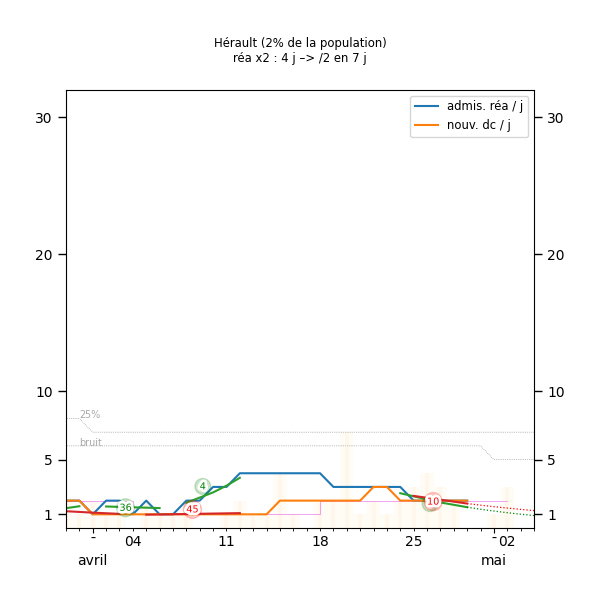 Hérault (2% de la population)
réa x2 : 4 j –> /2 en 7 j
admis. réa / j
nouv. dc / j
30
30
20
20
10
10
25%
bruit
5
5
4
36
45
10
1
1
04
11
18
25
02
avril
mai